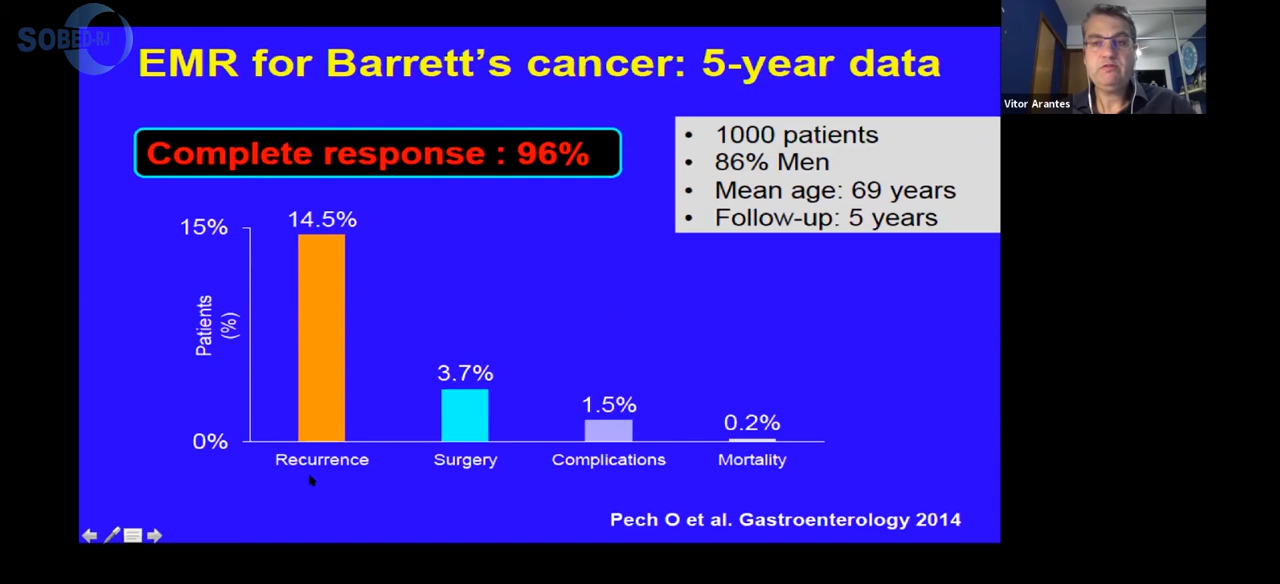 SOBED-RJ
EMR for Barrett's cancer: 5-year data
Vitor Arantes
Complete response : 96%
• 1000 patients
• 86% Men
• Mean age: 69 years
• Follow-up: 5 years
15%
14.5%
Patients
(%)
3.7%
1.5%
0.2%
0%
Recurrence
Surgery
Complications
Mortality
Pech O et al. Gastroenterology 2014